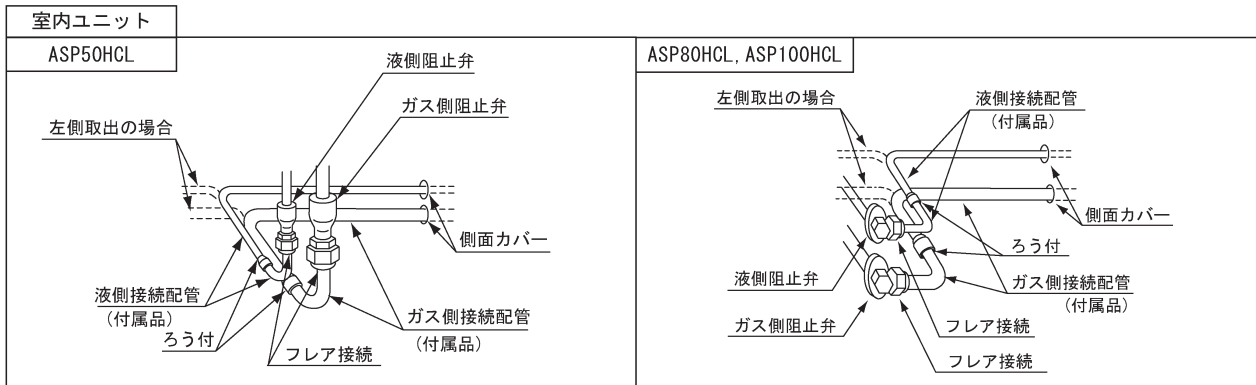 室内ユニット
ASP50HCL
液側阻止弁
ガス側阻止弁
左側取出の場合
側面カバー
液側接続配管
(付属品)
ろう付
フレア接続
ガス側接続配管
(付属品)
ASP80HCL, ASP100HCL
左側取出の場合
液側接続配管
(付属品)
側面カバー
ろう付
液側阻止弁
ガス側接続配管
(付属品)
ガス側阻止弁
フレア接続
フレア接続